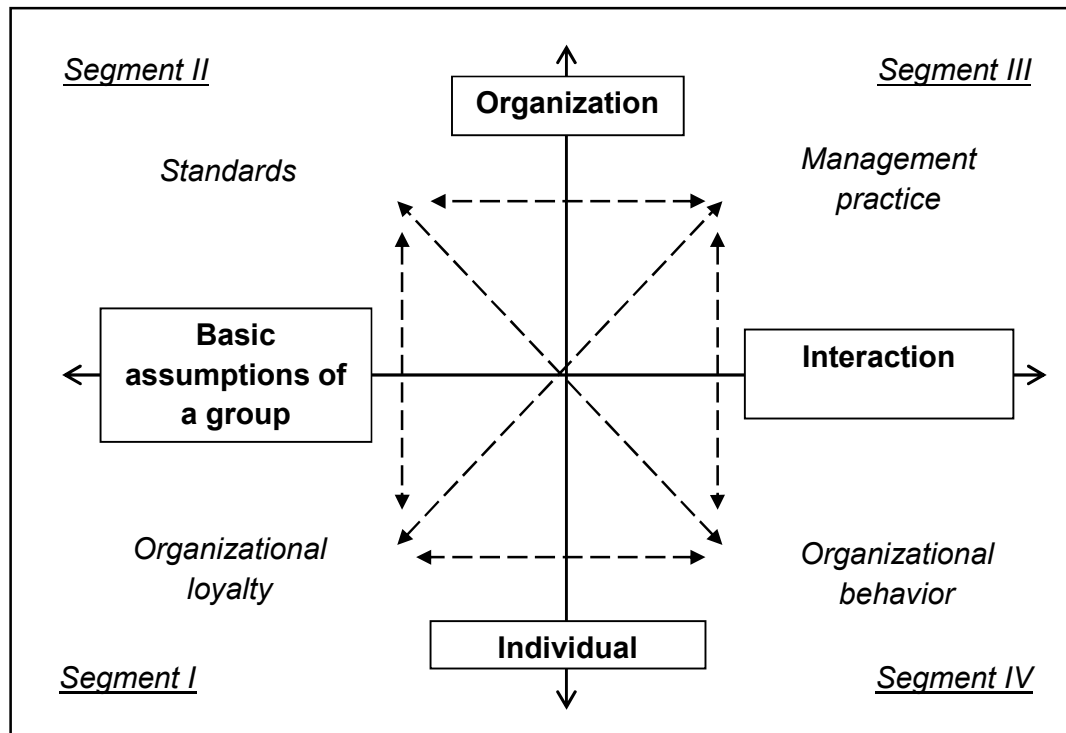 Segment II
Segment III
Organization
Standards
Management
practice
Basic
assumptions of
a group
Interaction
Organizational
loyalty
Organizational
behavior
Individual
Segment I
Segment IV